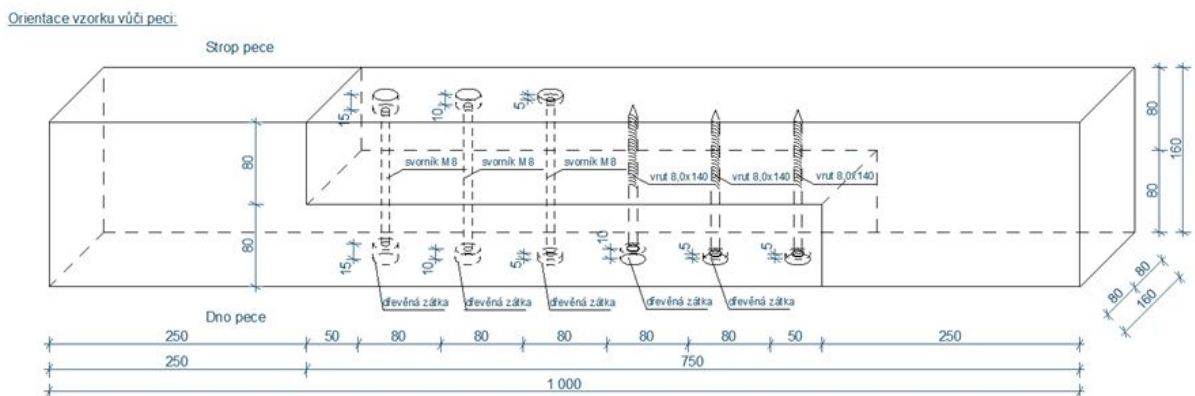 Orientace vzorku vůči peci:
Strop pece
15 10 5
80
svorník M 8 svorník M 8 svorník M 8 vrut 8,0x140 vrut 8,0x140 vrut 8,0x140
80 80 160
80
15 10 5 10 5 5
dřevěná zátka dřevěná zátka dřevěná zátka dřevěná zátka dřevěná zátka
80 80 160
Dno pece
250 50 80 80 80 80 80 50 250
250 750
1 000